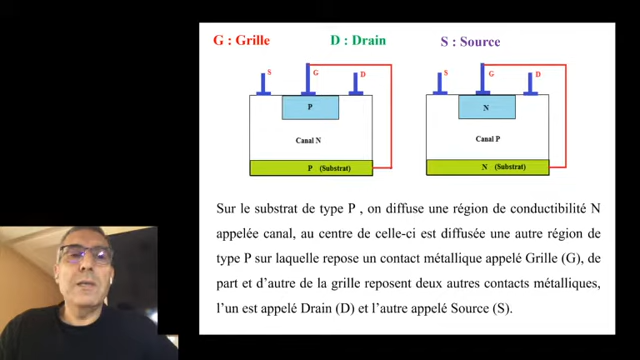 G : Grille D : Drain S : Source
S G D S G D
P N
Canal N Canal P
P (Substrat) N (Substrat)
Sur le substrat de type P , on diffuse une région de conductibilité N
appelée canal, au centre de celle-ci est diffusée une autre région de
type P sur laquelle repose un contact métallique appelé Grille (G), de
part et d'autre de la grille reposent deux autres contacts métalliques,
l'un est appelé Drain (D) et l'autre appelé Source (S).